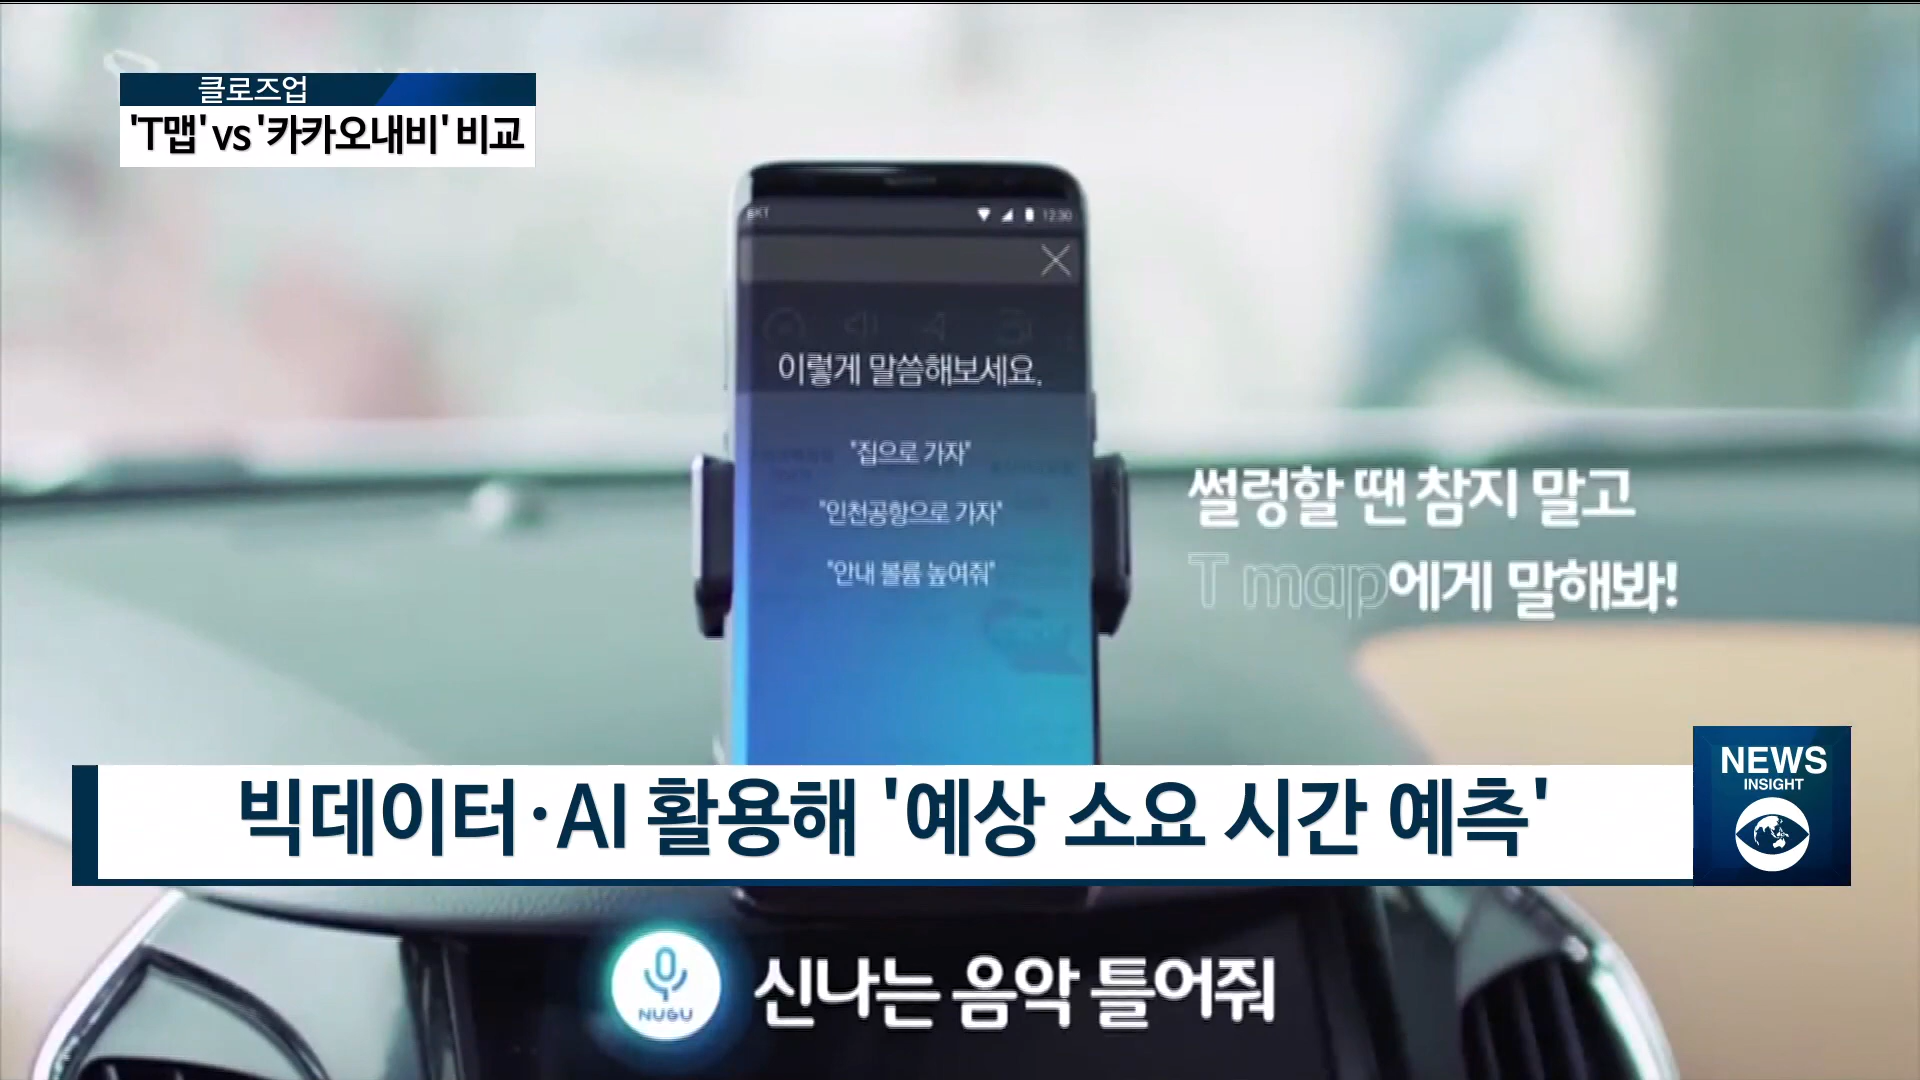 클로즈업
'T맵' vs '카카오내비' 비교
SKT
12:30
이렇게 말씀해보세요.
"집으로 가자"
"인천공항으로 가자"
"안내 볼륨 높여줘"
썰렁할 땐 참지 말고
T map에게 말해봐!
빅데이터·AI 활용해 '예상 소요 시간 예측'
NEWS
INSIGHT
NUGU
신나는 음악 틀어줘